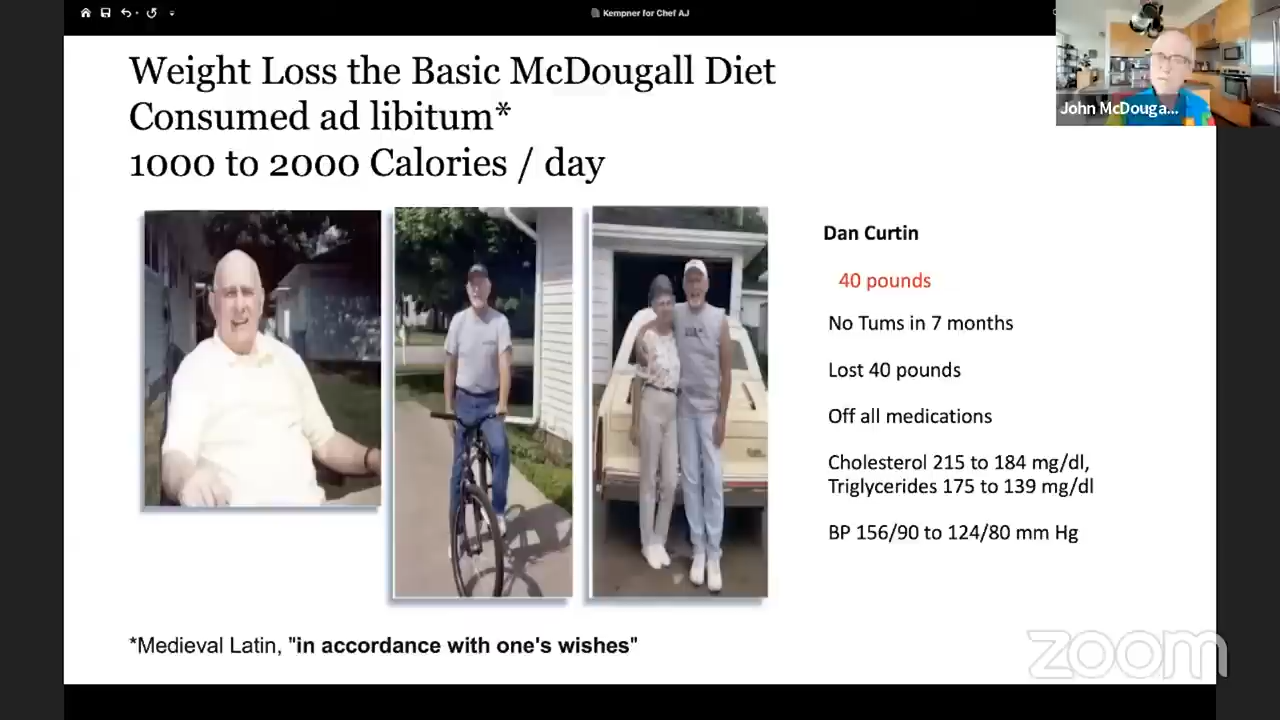 Kempner for Chef AJ
John McDouga...
Weight Loss the Basic McDougall Diet
Consumed ad libitum*
1000 to 2000 Calories / day
Dan Curtin
40 pounds
No Tums in 7 months
Lost 40 pounds
Off all medications
Cholesterol 215 to 184 mg/dl,
Triglycerides 175 to 139 mg/dl
BP 156/90 to 124/80 mm Hg
*Medieval Latin, "in accordance with one's wishes"
zoom